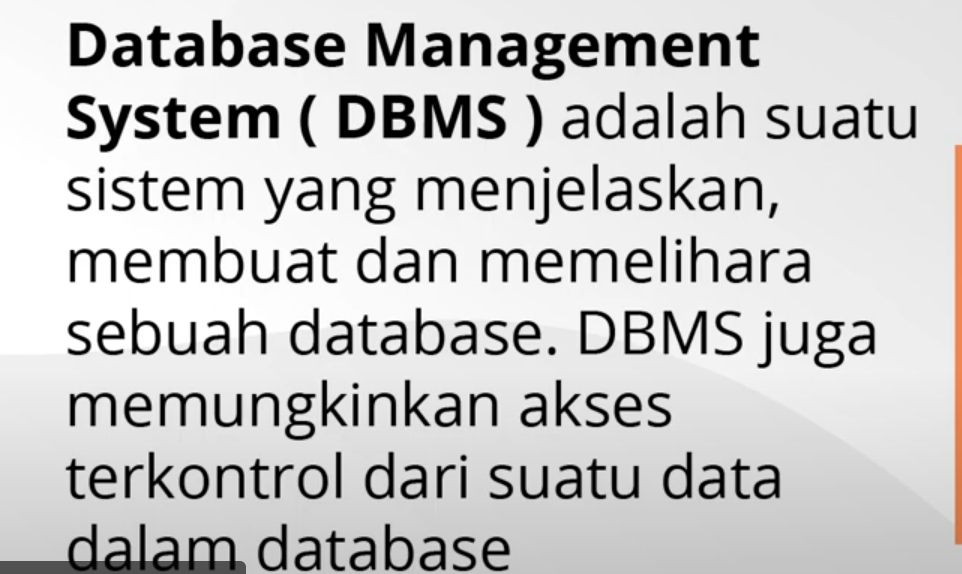 Database Management
System ( DBMS ) adalah suatu
sistem yang menjelaskan,
membuat dan memelihara
sebuah database. DBMS juga
memungkinkan akses
terkontrol dari suatu data
dalam database